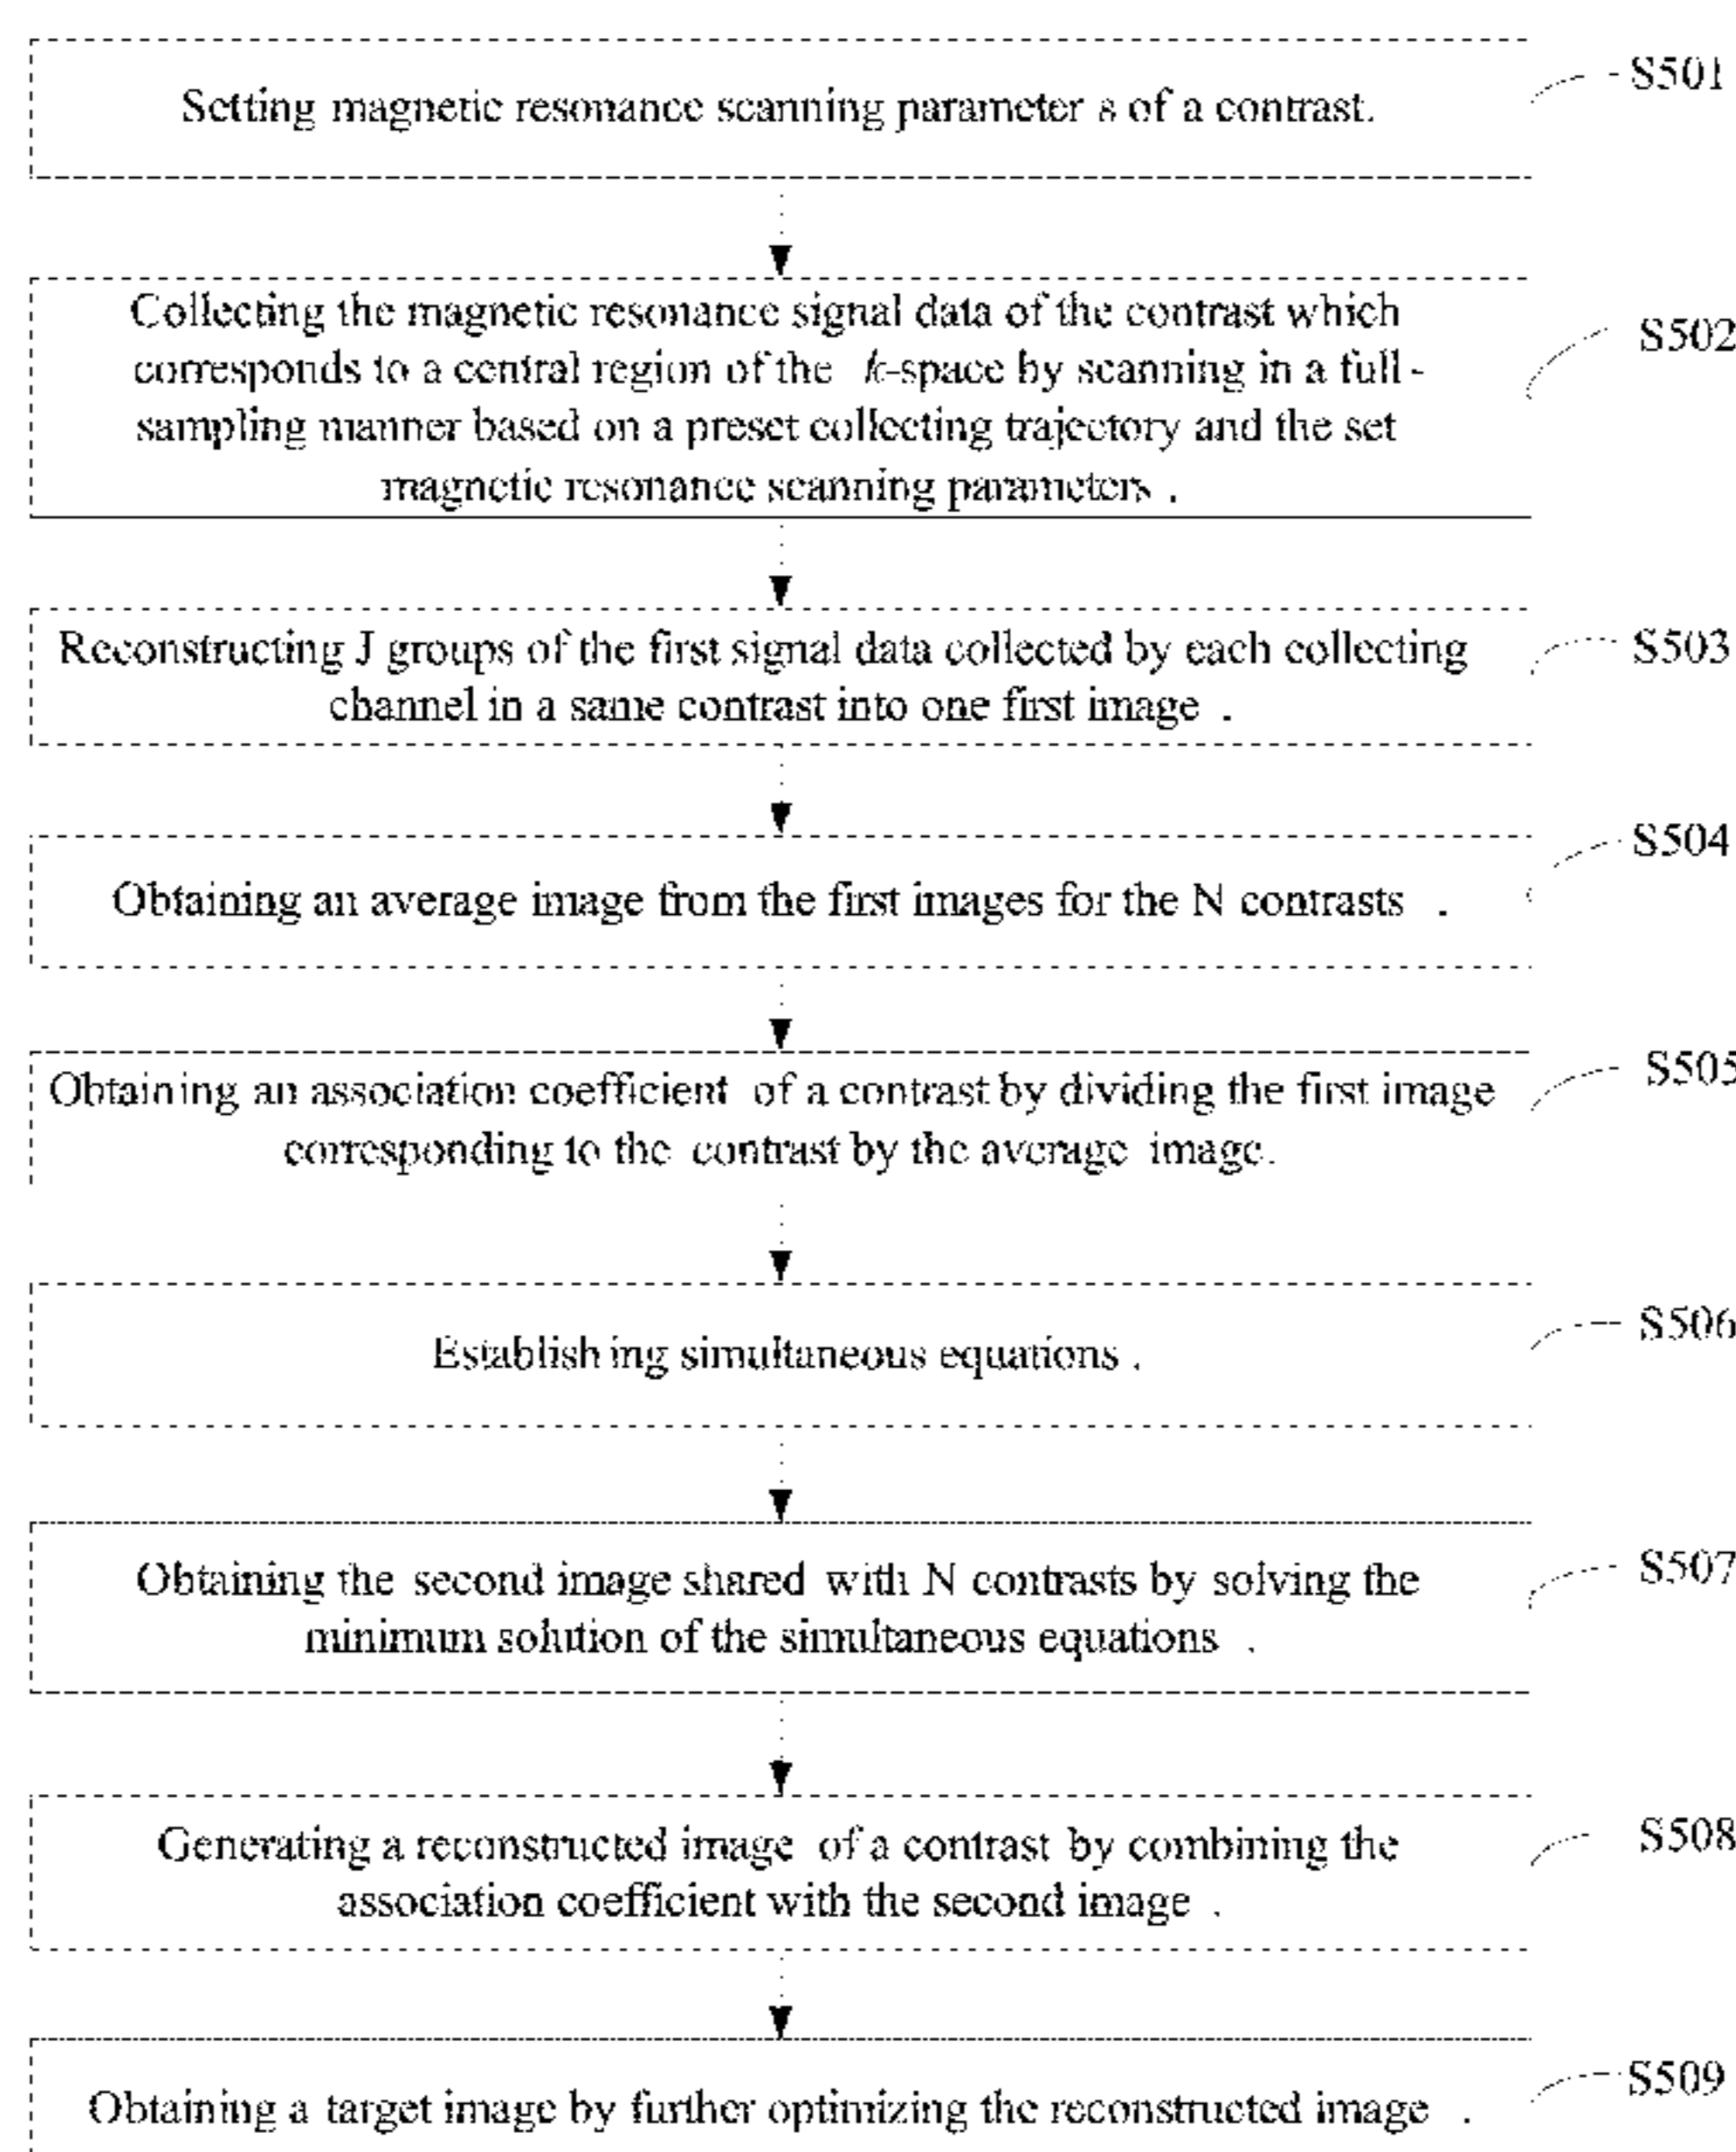 Setting magnetic resonance scanning parameter s of a contrast.
S501
Collecting the magnetic resonance signal data of the contrast which
corresponds to a central region of the k-space by scanning in a full-
sampling manner based on a preset collecting trajectory and the set
magnetic resonance scanning parameters .
S502
Reconstructing J groups of the first signal data collected by each collecting
channel in a same contrast into one first image .
S503
Obtaining an average image from the first images for the N contrasts .
S504
Obtaining an association coefficient of a contrast by dividing the first image
corresponding to the contrast by the average image.
S505
Establishing simultaneous equations .
S506
Obtaining the second image shared with N contrasts by solving the
minimum solution of the simultaneous equations .
S507
Generating a reconstructed image of a contrast by combining the
association coefficient with the second image .
S508
Obtaining a target image by further optimizing the reconstructed image .
S509